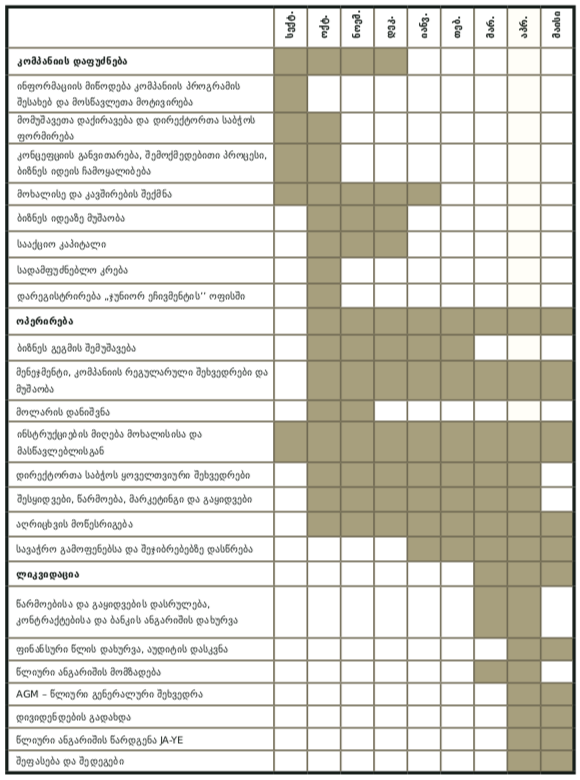 სექტ. ოქტ. ნოემ. დეკ. იანვ. თებ. მარ. აპრ. მაისი
კომპანიის დაფუძნება
ინფორმაციის მიწოდება კომპანიის პროგრამის
შესახებ და მოსწავლეთა მოტივირება
მომუშავეთა დაქირავება და დირექტორთა საბჭოს
ფორმირება
კონცეფციის განვითარება, შემოქმედებითი პროცესი,
ბიზნეს იდეის ჩამოყალიბება
მოხალისე და კავშირების შექმნა
ბიზნეს იდეაზე მუშაობა
სააქციო კაპიტალი
სადამფუძნებლო კრება
დარეგისტრირება „ჯუნიორ ეჩივმენტის‘‘ ოფისში
ოპერირება
ბიზნეს გეგმის შემუშავება
მენეჯმენტი, კომპანიის რეგულარული შეხვედრები და
მუშაობა
მოლარის დანიშვნა
ინსტრუქციების მიღება მოხალისისა და
მასწავლებლისგან
დირექტორთა საბჭოს ყოველთვიური შეხვედრები
შესყიდვები, წარმოება, მარკეტინგი და გაყიდვები
აღრიცხვის მოწესრიგება
სავაჭრო გამოფენებსა და შეჯიბრებებზე დასწრება
ლიკვიდაცია
წარმოებისა და გაყიდვების დასრულება,
კონტრაქტებისა და ბანკის ანგარიშის დახურვა
ფინანსური წლის დახურვა, აუდიტის დასკვნა
წლიური ანგარიშის მომზადება
AGM – წლიური გენერალური შეხვედრა
დივიდენდების გადახდა
წლიური ანგარიშის წარდგენა JA-YE
შეფასება და შედეგები